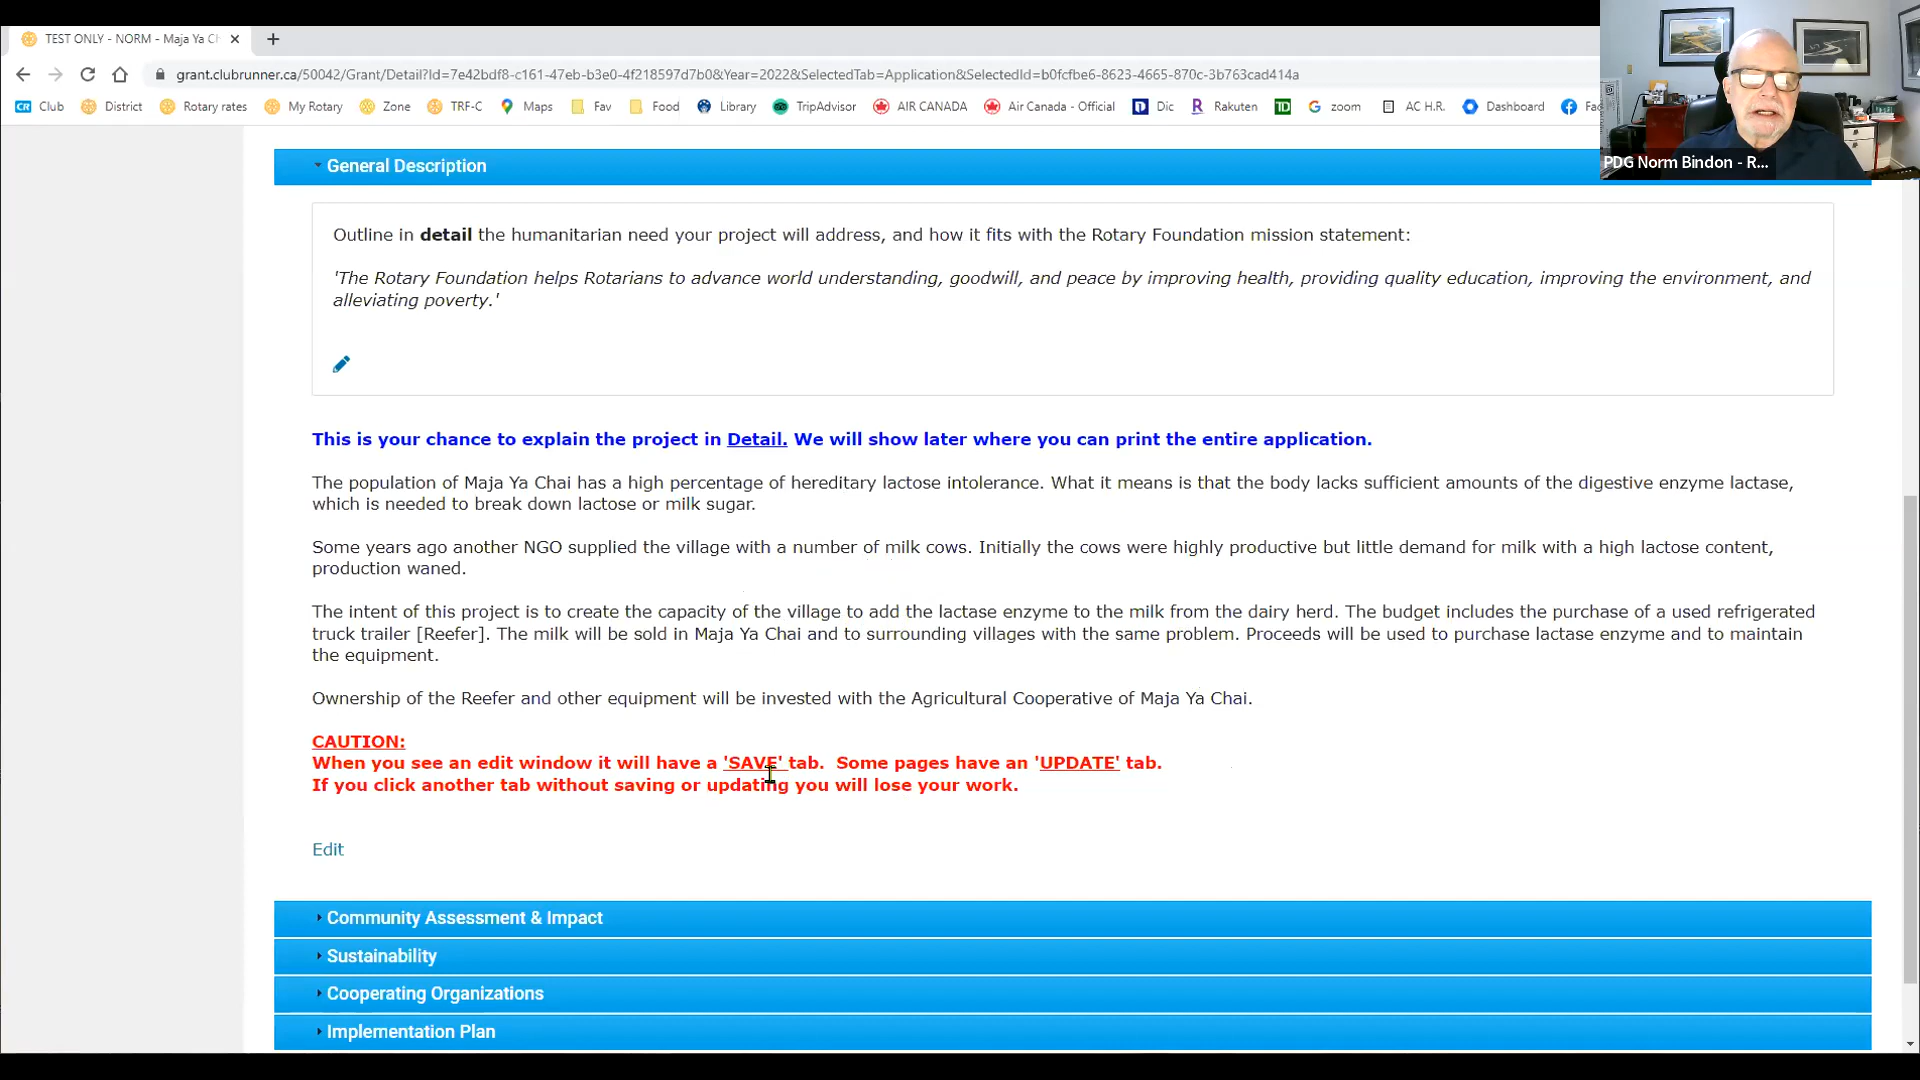 TEST ONLY - NORM - Maja Ya Ch
grant.clubrunner.ca/50042/Grant/Detail?Id=7e42bdf8-c161-47eb-b3e0-4f218597d7b0&Year=2022&SelectedTab=Application&SelectedId=b0fcfbe6-8623-4665-870c-3b763cad414a
CR Club District Rotary rates My Rotary Zone TRF-C Maps Fav Food Library TripAdvisor AIR CANADA Air Canada - Official D Dic R Rakuten TD G zoom AC H.R. Dashboard
PDG Norm Bindon - R...
General Description
Outline in detail the humanitarian need your project will address, and how it fits with the Rotary Foundation mission statement:
'The Rotary Foundation helps Rotarians to advance world understanding, goodwill, and peace by improving health, providing quality education, improving the environment, and
alleviating poverty.'
This is your chance to explain the project in Detail. We will show later where you can print the entire application.
The population of Maja Ya Chai has a high percentage of hereditary lactose intolerance. What it means is that the body lacks sufficient amounts of the digestive enzyme lactase,
which is needed to break down lactose or milk sugar.
Some years ago another NGO supplied the village with a number of milk cows. Initially the cows were highly productive but little demand for milk with a high lactose content,
production waned.
The intent of this project is to create the capacity of the village to add the lactase enzyme to the milk from the dairy herd. The budget includes the purchase of a used refrigerated
truck trailer [Reefer]. The milk will be sold in Maja Ya Chai and to surrounding villages with the same problem. Proceeds will be used to purchase lactase enzyme and to maintain
the equipment.
Ownership of the Reefer and other equipment will be invested with the Agricultural Cooperative of Maja Ya Chai.
CAUTION:
When you see an edit window it will have a 'SAVE' tab. Some pages have an 'UPDATE' tab.
If you click another tab without saving or updating you will lose your work.
Edit
Community Assessment & Impact
Sustainability
Cooperating Organizations
Implementation Plan